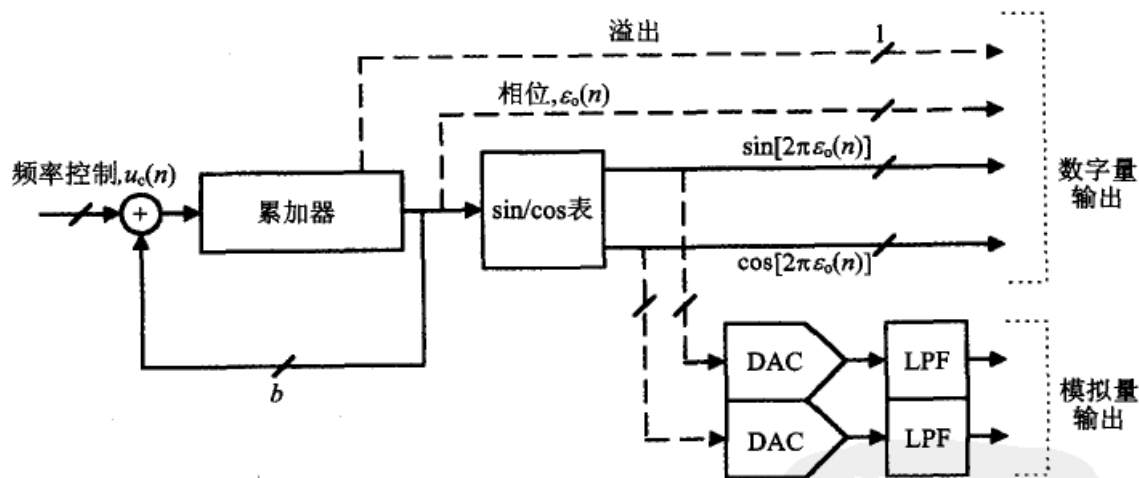 溢出
1
相位,εₒ(n)
频率控制,u꜀(n)
+
累加器
sin/cos表
sin[2πεₒ(n)]
cos[2πεₒ(n)]
数字量
输出
b
DAC
LPF
DAC
LPF
模拟量
输出